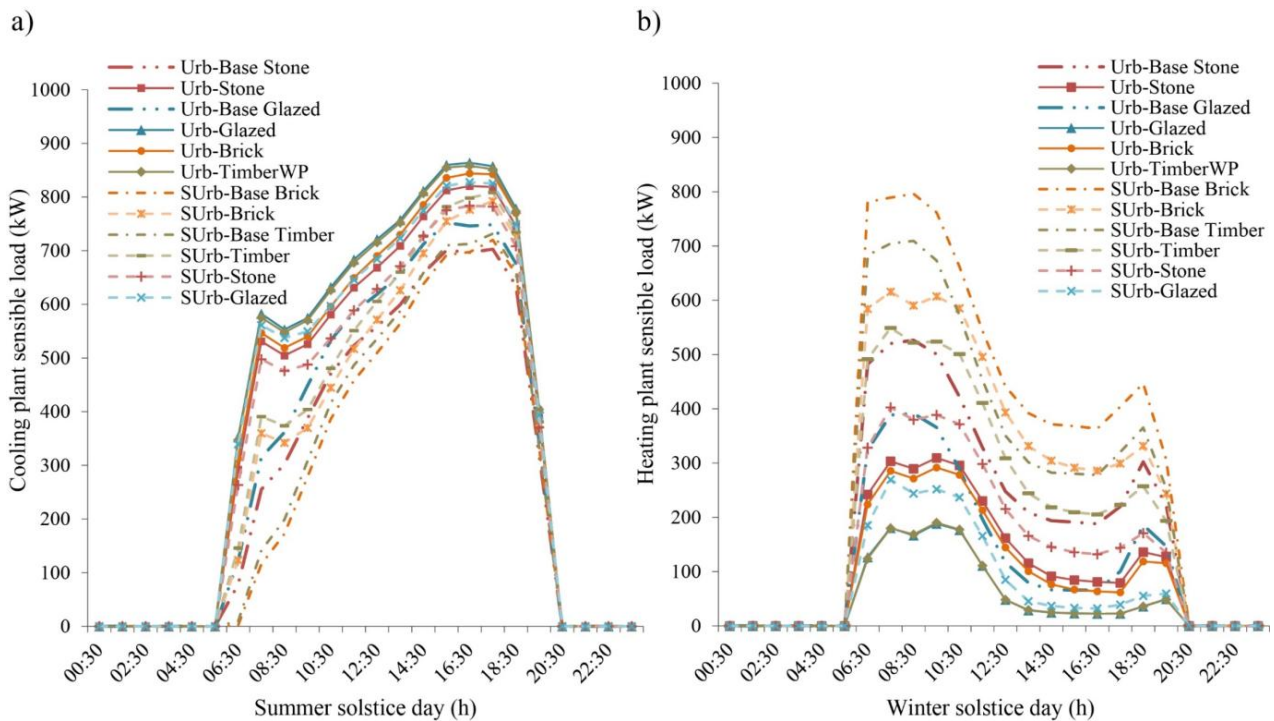 a)
Urb-Base Stone
Urb-Stone
Urb-Base Glazed
Urb-Glazed
Urb-Brick
Urb-TimberWP
SUrb-Base Brick
SUrb-Brick
SUrb-Base Timber
SUrb-Timber
SUrb-Stone
SUrb-Glazed
Cooling plant sensible load (kW)
1000
900
800
700
600
500
400
300
200
100
0
00:30
02:30
04:30
06:30
08:30
10:30
12:30
14:30
16:30
18:30
20:30
22:30
Summer solstice day (h)
b)
Urb-Base Stone
Urb-Stone
Urb-Base Glazed
Urb-Glazed
Urb-Brick
Urb-TimberWP
SUrb-Base Brick
SUrb-Brick
SUrb-Base Timber
SUrb-Timber
SUrb-Stone
SUrb-Glazed
Heating plant sensible load (kW)
1000
900
800
700
600
500
400
300
200
100
0
00:30
02:30
04:30
06:30
08:30
10:30
12:30
14:30
16:30
18:30
20:30
22:30
Winter solstice day (h)